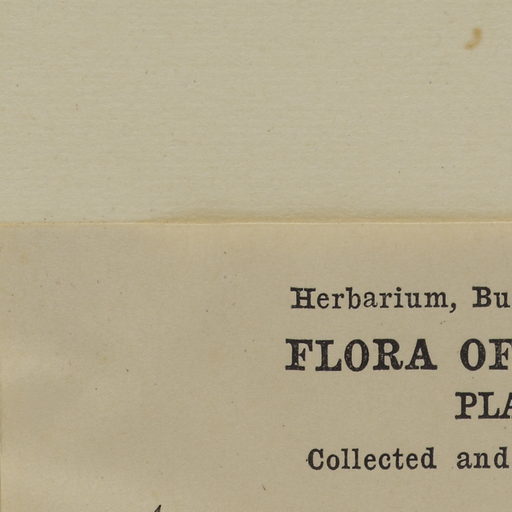 Herbarium, Bu
FLORA OF
PLA
Collected and